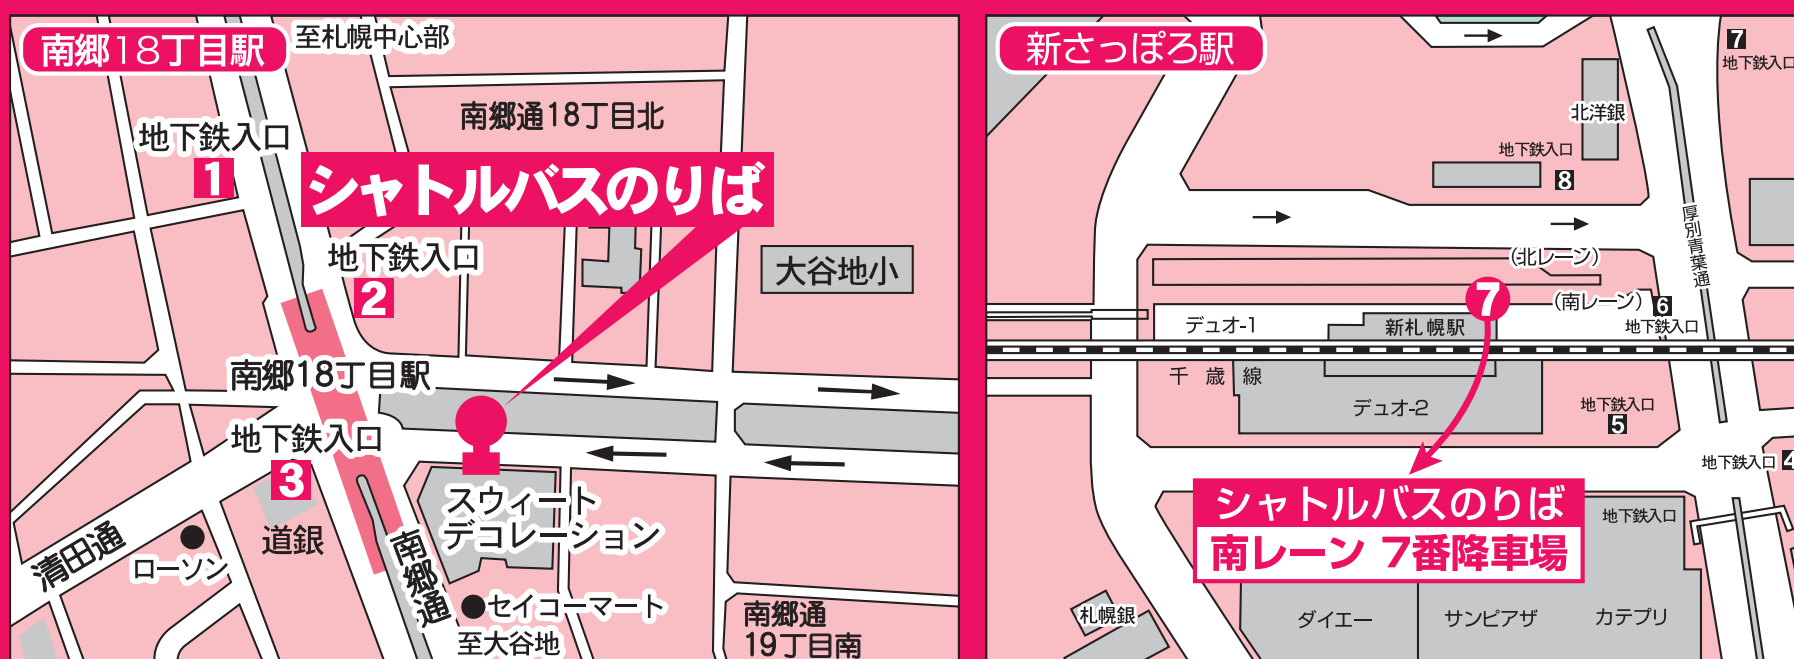 南郷18丁目駅
至札幌中心部
南郷通18丁目北
地下鉄入口
1
シャトルバスのりば
地下鉄入口
2
大谷地小
南郷18丁目駅
地下鉄入口
3
スウィート
デコレーション
道銀
清田通
ローソン
南郷通
セイコーマート
至大谷地
南郷通
19丁目南
新さっぽろ駅
7
地下鉄入口
北洋銀
地下鉄入口
8
厚別青葉通
(北レーン)
7
(南レーン)
6
地下鉄入口
デュオ-1
新札幌駅
千歳線
デュオ-2
地下鉄入口
5
地下鉄入口
4
シャトルバスのりば
南レーン 7番降車場
地下鉄入口
札幌銀
ダイエー
サンピアザ
カテプリ